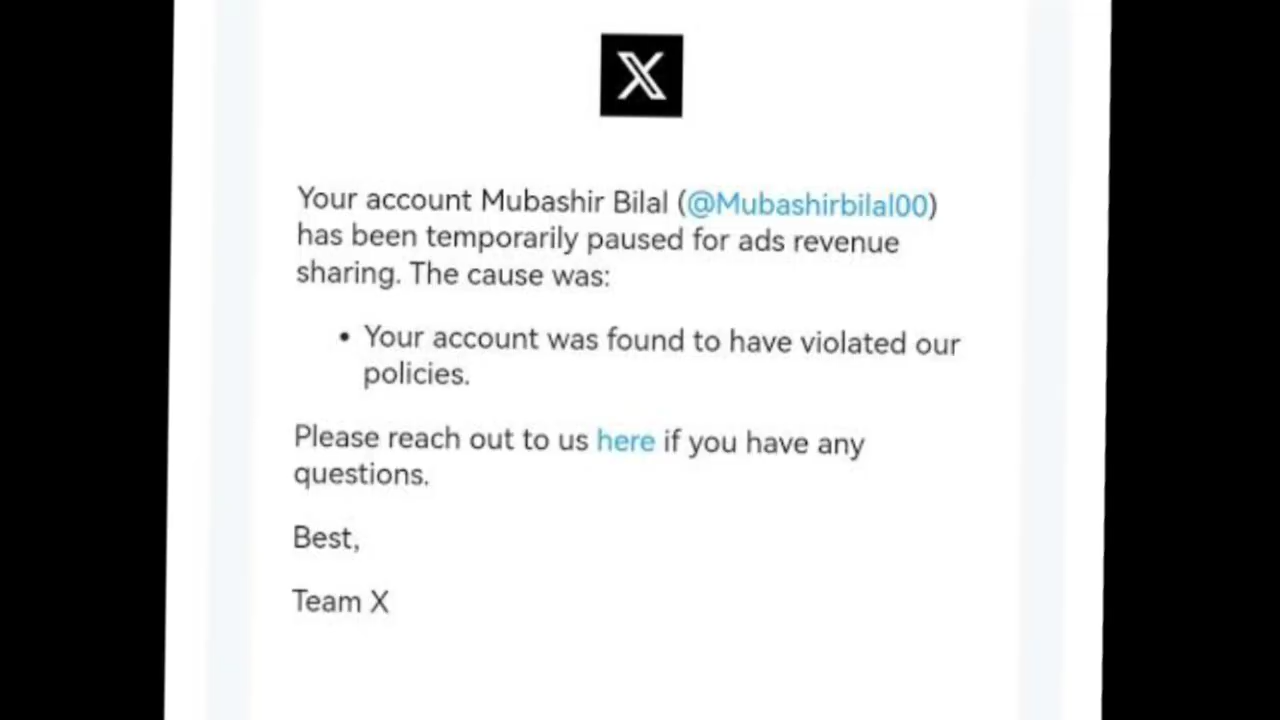 X
Your account Mubashir Bilal (@Mubashirbilal00)
has been temporarily paused for ads revenue
sharing. The cause was:
• Your account was found to have violated our
policies.
Please reach out to us here if you have any
questions.
Best,
Team X